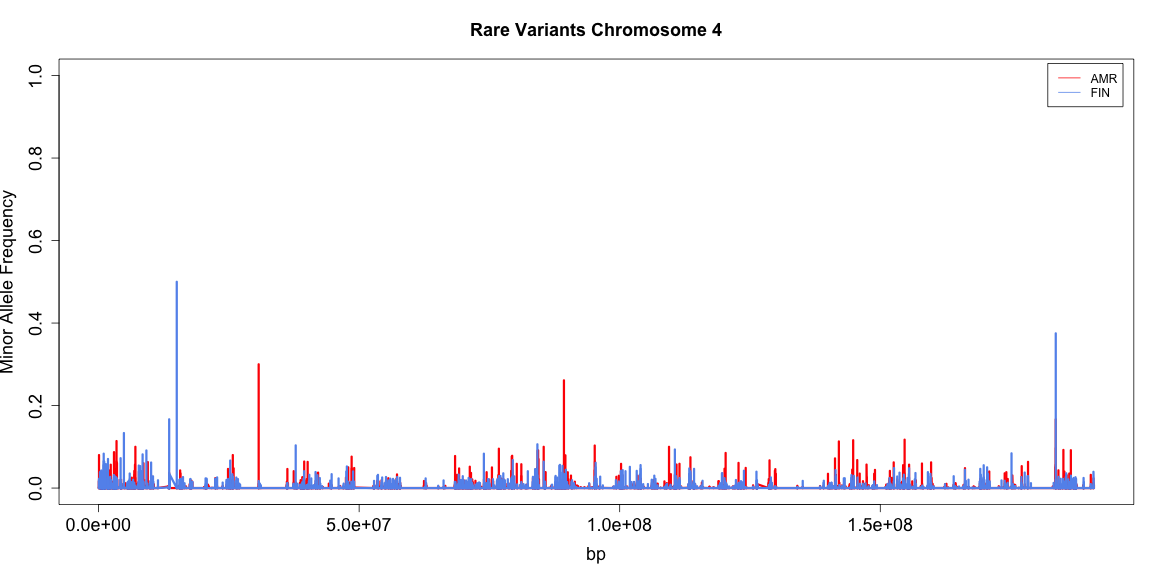 Rare Variants Chromosome 4
AMR
FIN
Minor Allele Frequency
1.0
0.8
0.6
0.4
0.2
0.0
0.0e+00 5.0e+07 1.0e+08 1.5e+08
bp